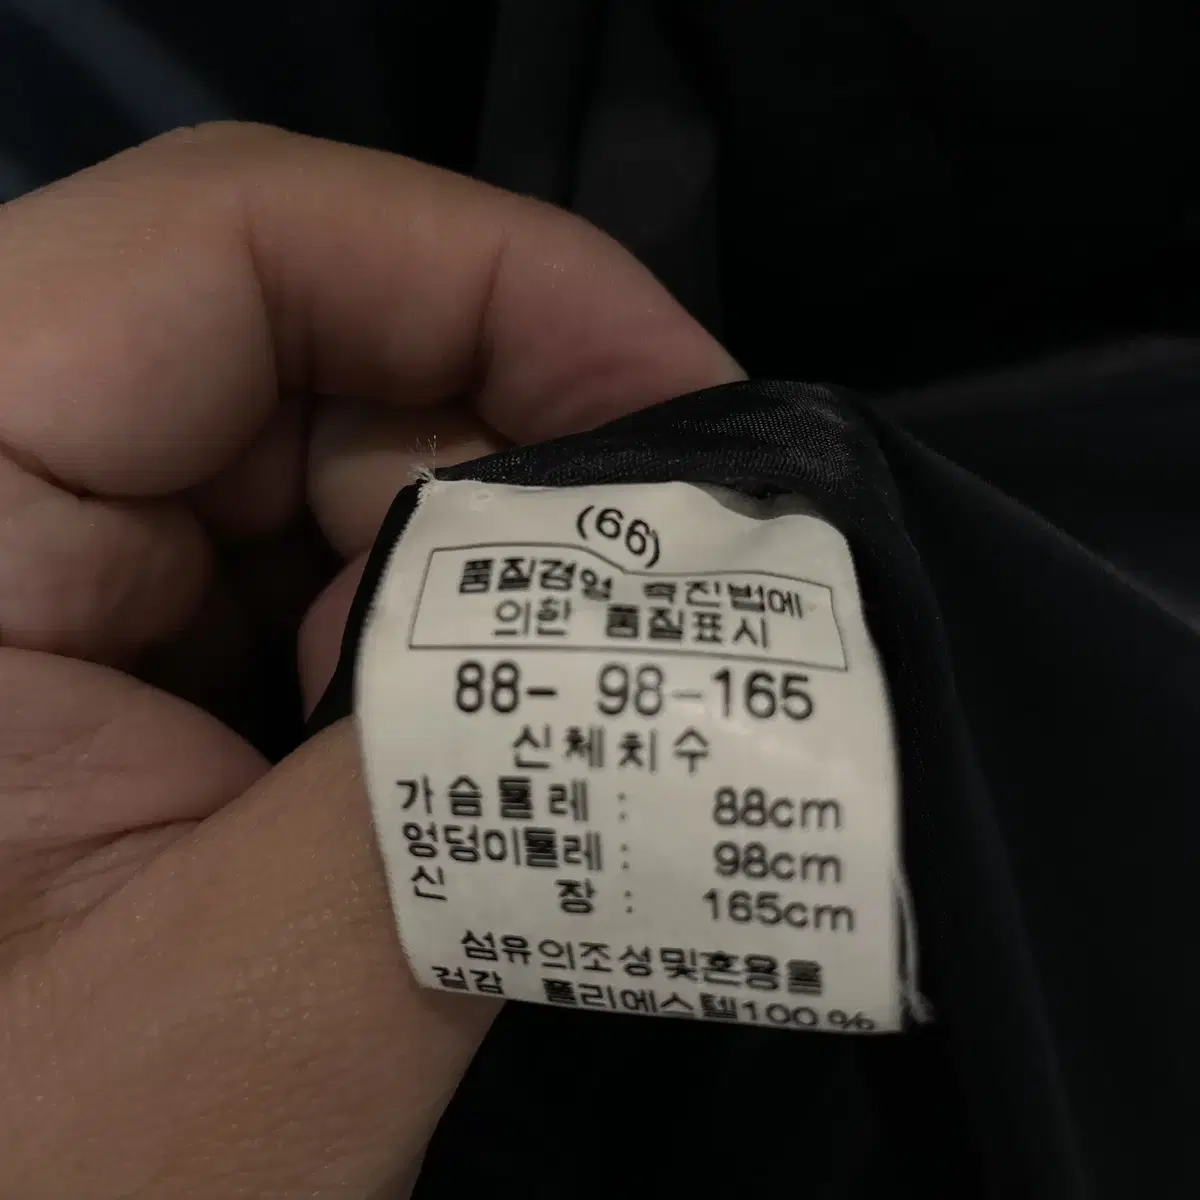 (66)
품질경영 촉진법에
의한 품질표시
88- 98-165
신체치수
가슴둘레 : 88cm
엉덩이둘레 : 98cm
신 장 : 165cm
섬유의조성및혼용율
겉감 폴리에스텔100%